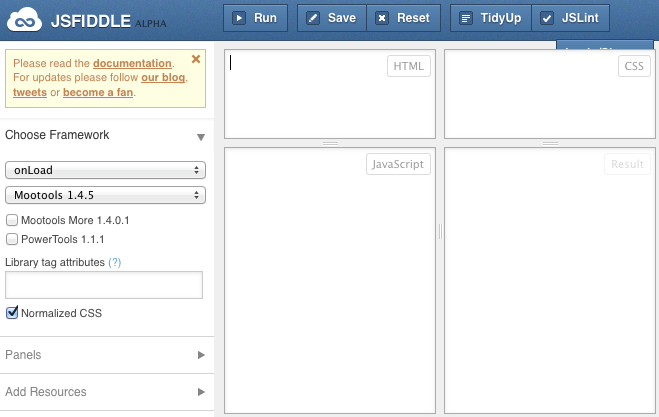 JSFIDDLE ALPHA
Run
Save
Reset
TidyUp
JSLint
Please read the documentation.
For updates please follow our blog,
tweets or become a fan.
Choose Framework
onLoad
Mootools 1.4.5
Mootools More 1.4.0.1
PowerTools 1.1.1
Library tag attributes (?)
Normalized CSS
Panels
Add Resources
HTML
CSS
JavaScript
Result